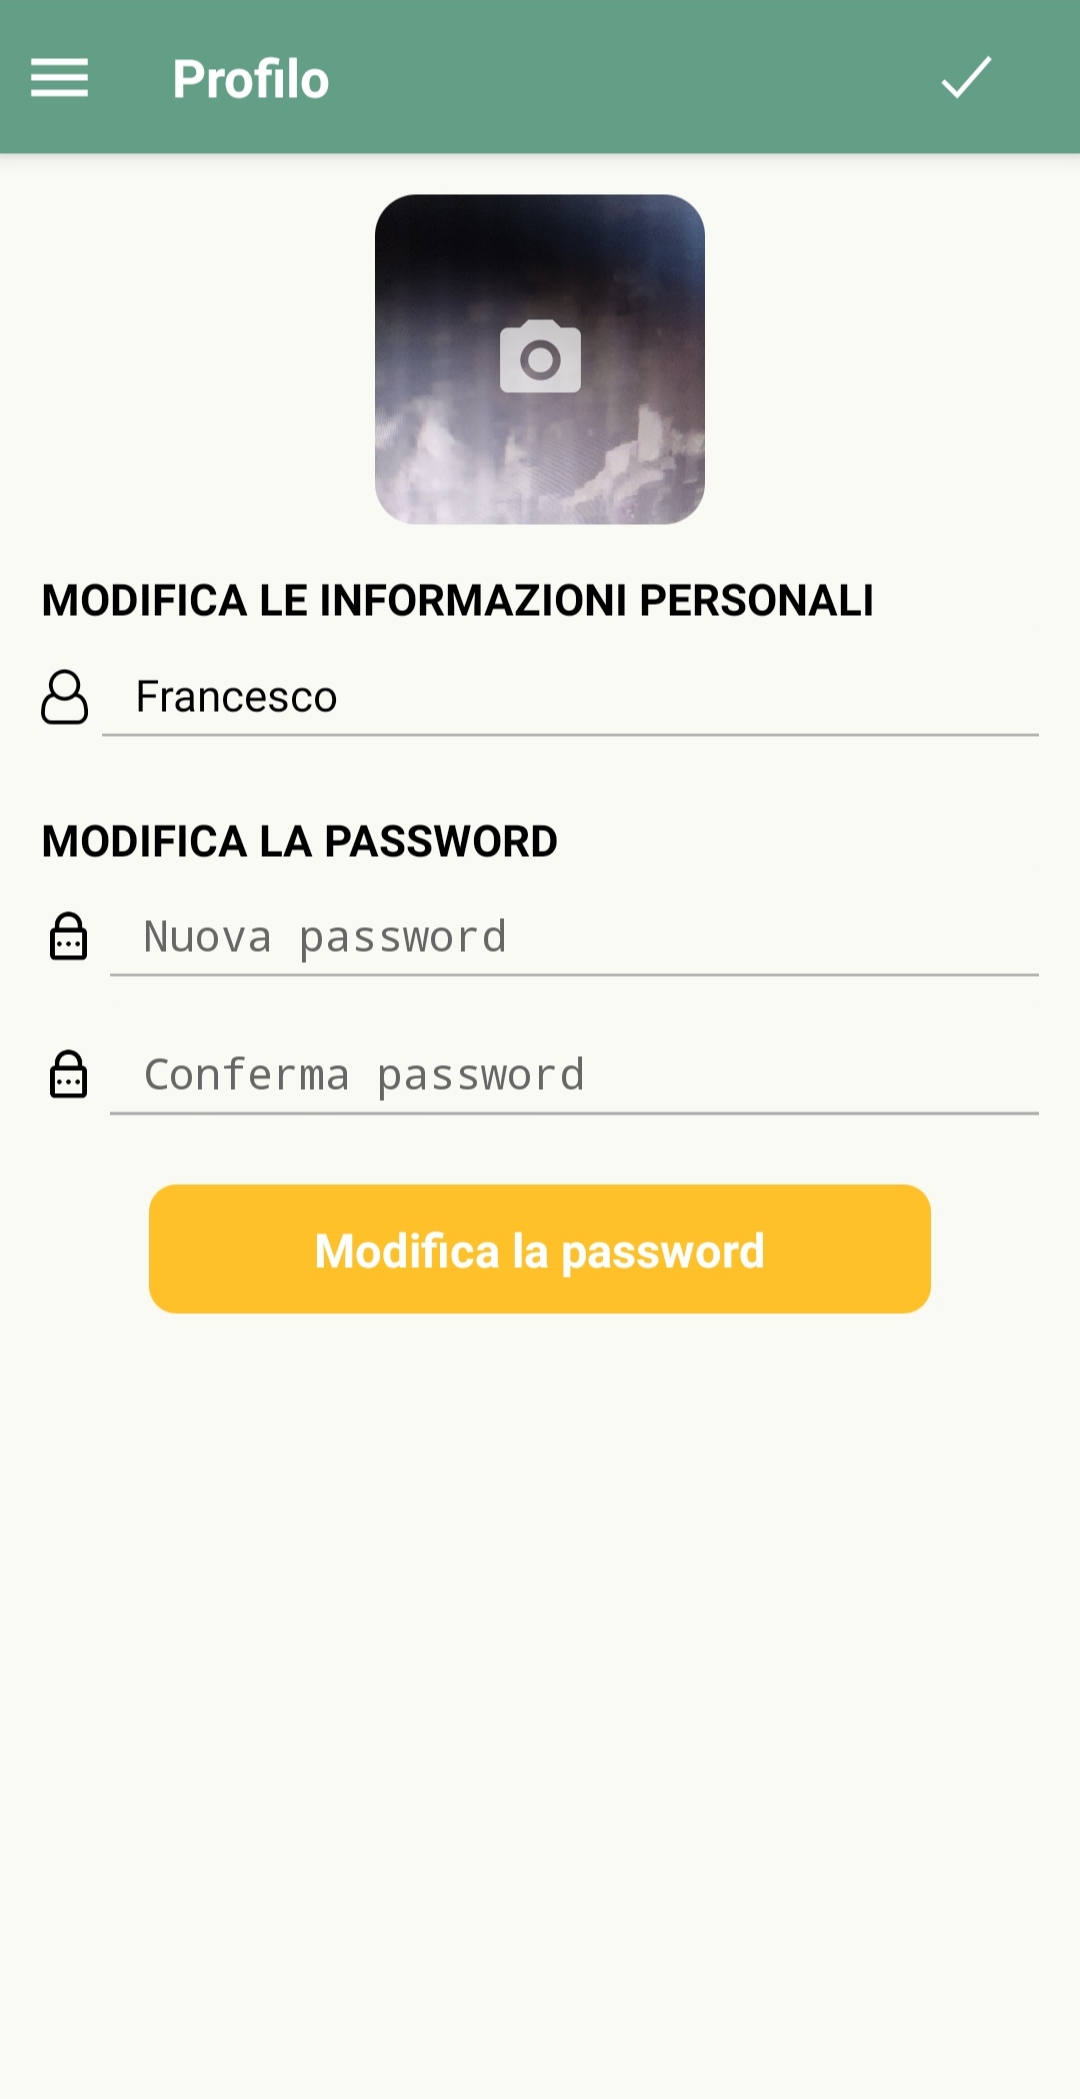 Profilo
MODIFICA LE INFORMAZIONI PERSONALI
Francesco
MODIFICA LA PASSWORD
Nuova password
Conferma password
Modifica la password